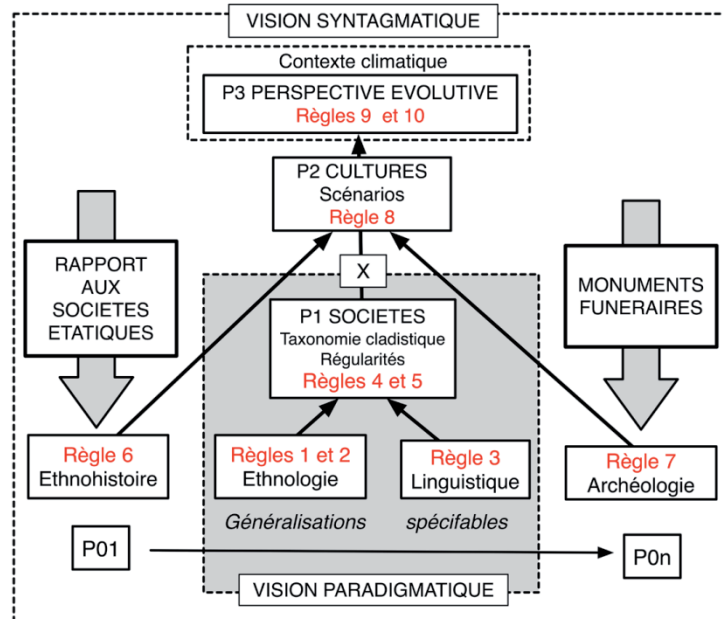 VISION SYNTAGMATIQUE
Contexte climatique
P3 PERSPECTIVE EVOLUTIVE
Règles 9 et 10
P2 CULTURES
Scénarios
Règle 8
RAPPORT
AUX
SOCIETES
ETATIQUES
X
MONUMENTS
FUNERAIRES
P1 SOCIETES
Taxonomie cladistique
Régularités
Règles 4 et 5
Règle 6
Ethnohistoire
Règles 1 et 2
Ethnologie
Règle 3
Linguistique
Règle 7
Archéologie
Généralisations
spécifables
P01
P0n
VISION PARADIGMATIQUE